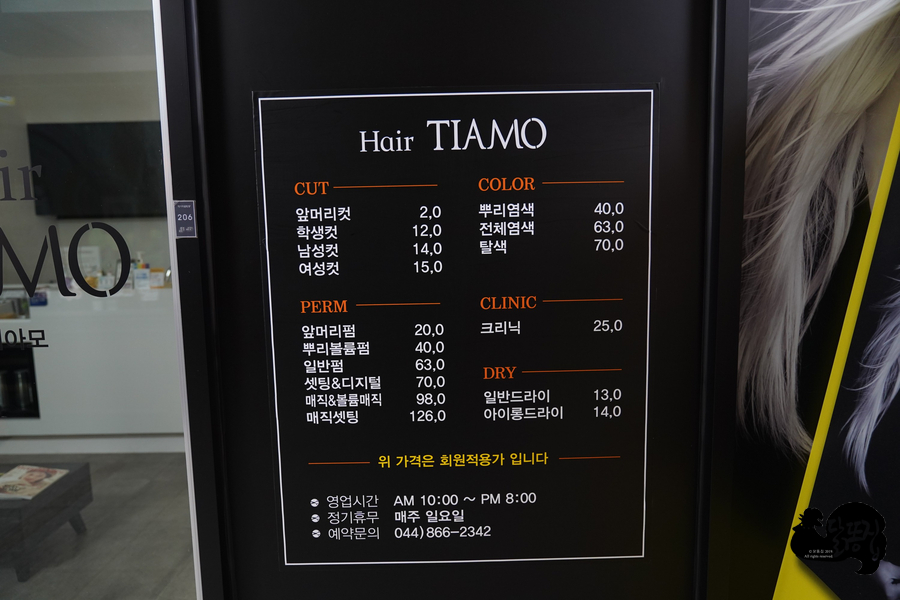 Hair TIAMO
CUT
앞머리컷 2,0
학생컷 12,0
남성컷 14,0
여성컷 15,0
PERM
앞머리펌 20,0
뿌리볼륨펌 40,0
일반펌 63,0
셋팅&디지털 70,0
매직&볼륨매직 98,0
매직셋팅 126,0
COLOR
뿌리염색 40,0
전체염색 63,0
탈색 70,0
CLINIC
크리닉 25,0
DRY
일반드라이 13,0
아이롱드라이 14,0
위 가격은 회원적용가 입니다
영업시간 AM 10:00 ~ PM 8:00
정기휴무 매주 일요일
예약문의 044)866-2342
206
ir
MO
아모